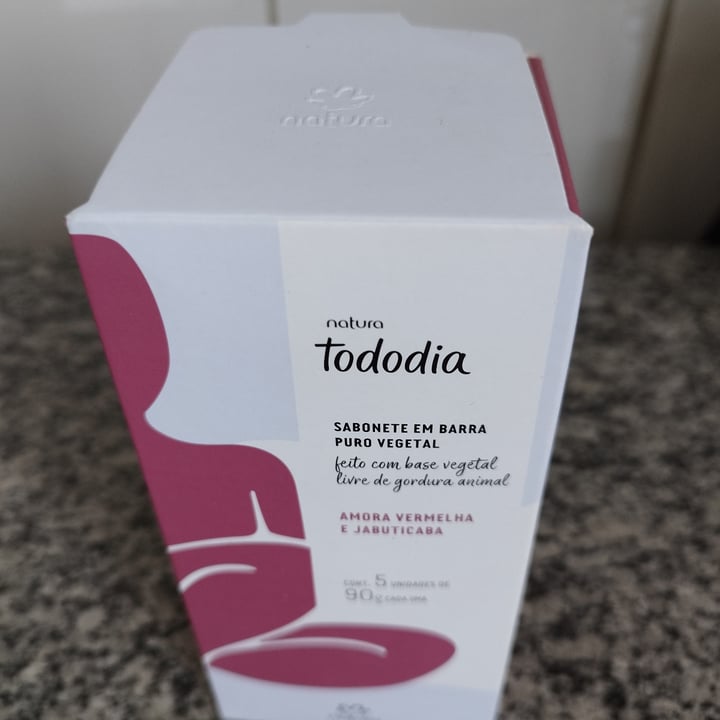 natura
natura
Tododia
SABONETE EM BARRA
PURO VEGETAL
feito com base vegetal
livre de gordura animal
AMORA VERMELHA
E JABUTICABA
CONT. 5 UNIDADES DE
90g CADA UMA